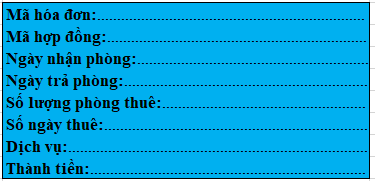 Mã hóa đơn:........................................................................
Mã hợp đồng:.....................................................................
Ngày nhận phòng:..............................................................
Ngày trả phòng:.................................................................
Số lượng phòng thuê:.......................................................
Số ngày thuê:......................................................................
Dịch vụ:................................................................................
Thành tiền:..........................................................................